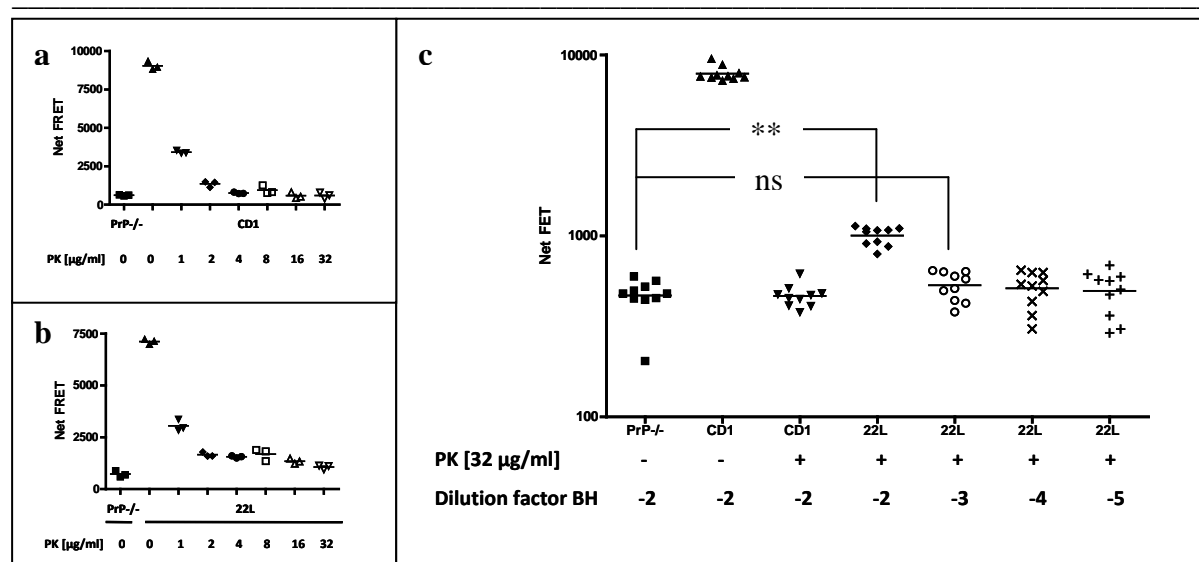 a
10000
7500
5000
2500
0
Net FRET
PrP-/- CD1
PK [µg/ml] 0 0 1 2 4 8 16 32
b
7500
5000
2500
0
Net FRET
PrP-/- 22L
PK [µg/ml] 0 0 1 2 4 8 16 32
c
10000
1000
100
Net FET
**
ns
PrP-/- CD1 CD1 22L 22L 22L 22L
PK [32 µg/ml] - - + + + + +
Dilution factor BH -2 -2 -2 -2 -3 -4 -5